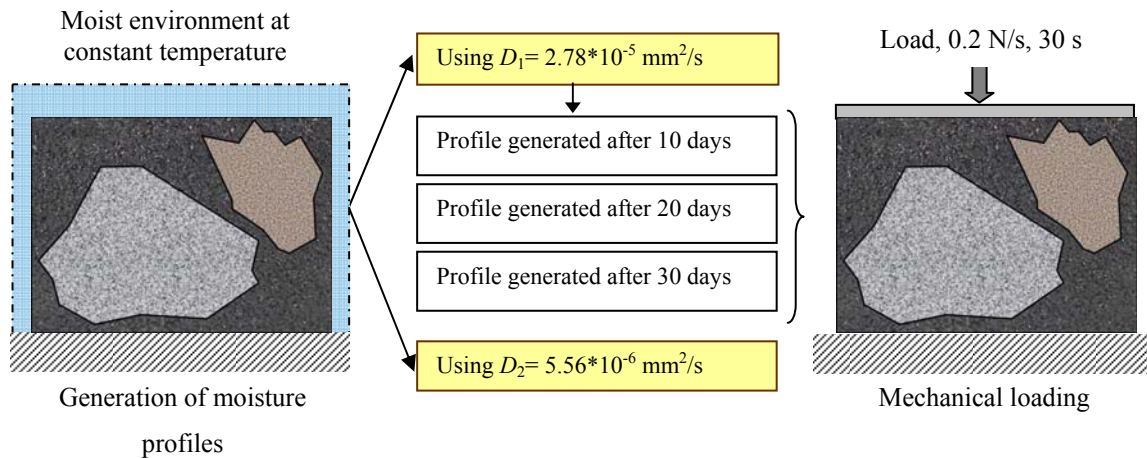 Moist environment at
constant temperature
Using D₁= 2.78*10⁻⁵ mm²/s
Profile generated after 10 days
Profile generated after 20 days
Profile generated after 30 days
Using D₂= 5.56*10⁻⁶ mm²/s
Generation of moisture
profiles
Load, 0.2 N/s, 30 s
Mechanical loading